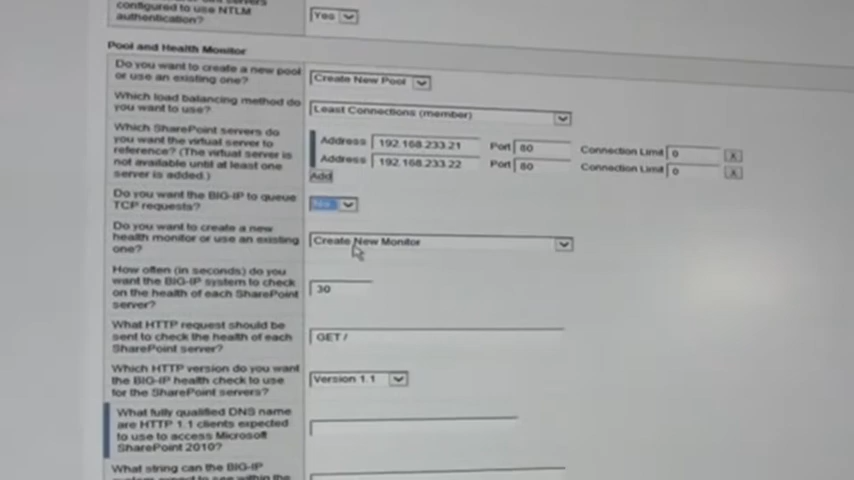 configured to use NTLM
authentication?
Yes
Pool and Health Monitor
Do you want to create a new pool
or use an existing one?
Create New Pool
Which load balancing method do
you want to use?
Least Connections (member)
Which SharePoint servers do
you want the virtual server to
reference? (The virtual server is
not available until at least one
server is added.)
Address 192.168.233.21 Port 80 Connection Limit 0 X
Address 192.168.233.22 Port 80 Connection Limit 0 X
Add
Do you want the BIG-IP to queue
TCP requests?
No
Do you want to create a new
health monitor or use an existing
one?
Create New Monitor
How often (in seconds) do you
want the BIG-IP system to check
on the health of each SharePoint
server?
30
What HTTP request should be
sent to check the health of each
SharePoint server?
GET /
Which HTTP version do you want
the BIG-IP health check to use
for the SharePoint servers?
Version 1.1
What fully qualified DNS name
are HTTP 1.1 clients expected
to use to access Microsoft
SharePoint 2010?
What string can the BIG-IP